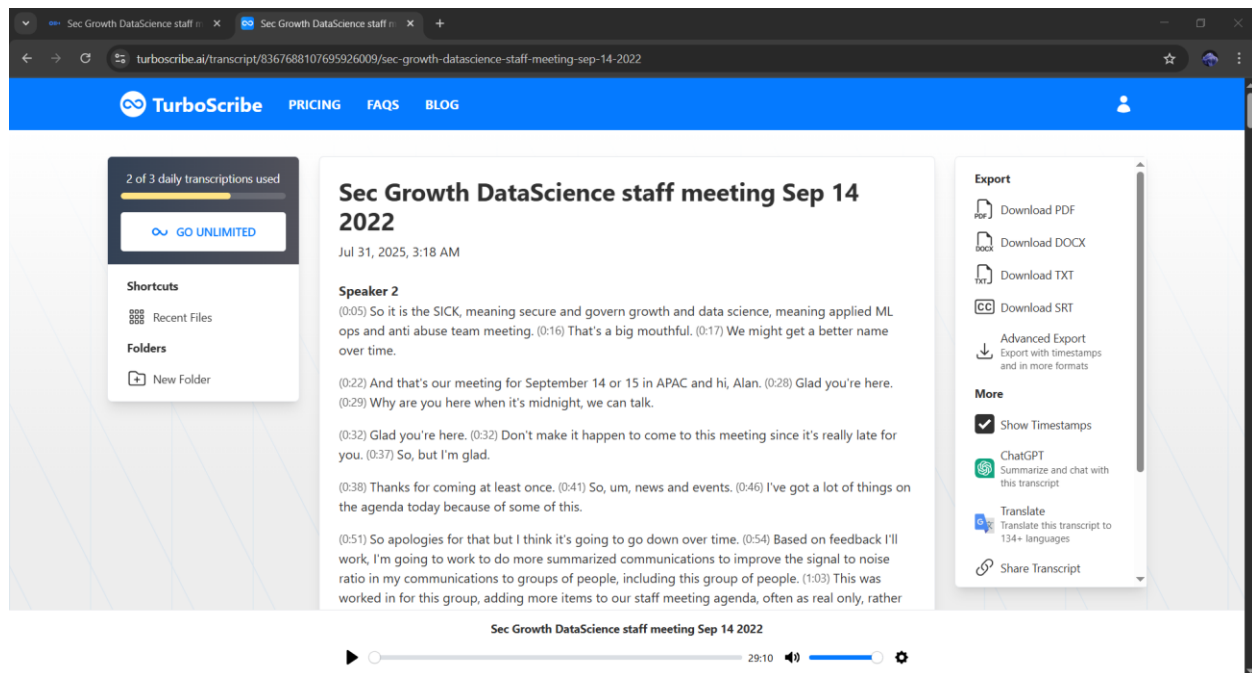 Sec Growth DataScience staff m
Sec Growth DataScience staff m
turboscribe.ai/transcript/8367688107695926009/sec-growth-datascience-staff-meeting-sep-14-2022
TurboScribe
PRICING
FAQS
BLOG
2 of 3 daily transcriptions used
GO UNLIMITED
Shortcuts
Recent Files
Folders
New Folder
Sec Growth DataScience staff meeting Sep 14
2022
Jul 31, 2025, 3:18 AM
Speaker 2
(0:05) So it is the SICK, meaning secure and govern growth and data science, meaning applied ML
ops and anti abuse team meeting. (0:16) That's a big mouthful. (0:17) We might get a better name
over time.
(0:22) And that's our meeting for September 14 or 15 in APAC and hi, Alan. (0:28) Glad you're here.
(0:29) Why are you here when it's midnight, we can talk.
(0:32) Glad you're here. (0:32) Don't make it happen to come to this meeting since it's really late for
you. (0:37) So, but I'm glad.
(0:38) Thanks for coming at least once. (0:41) So, um, news and events. (0:46) I've got a lot of things on
the agenda today because of some of this.
(0:51) So apologies for that but I think it's going to go down over time. (0:54) Based on feedback I'll
work, I'm going to work to do more summarized communications to improve the signal to noise
ratio in my communications to groups of people, including this group of people. (1:03) This was
worked in for this group, adding more items to our staff meeting agenda, often as real only, rather
Export
PDF
Download PDF
DOCX
Download DOCX
TXT
Download TXT
CC
Download SRT
Advanced Export
Export with timestamps
and in more formats
More
Show Timestamps
ChatGPT
Summarize and chat with
this transcript
Translate
Translate this transcript to
134+ languages
Share Transcript
Sec Growth DataScience staff meeting Sep 14 2022
29:10